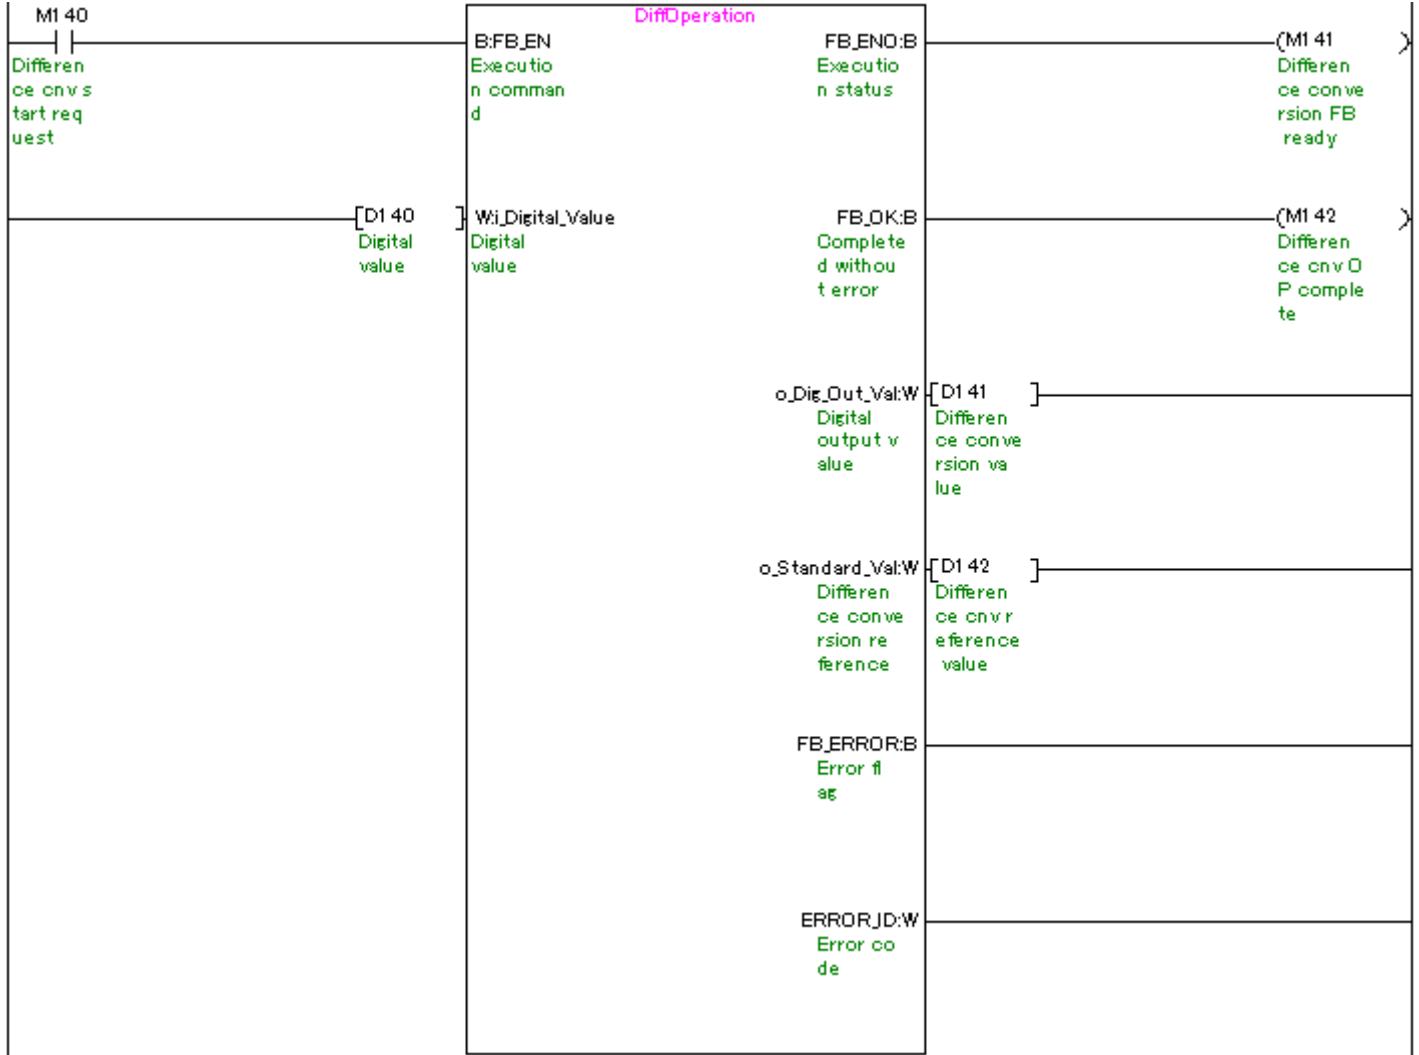 DiffOperation
M140
B:FB_EN
FB_ENO:B
(M141 )
Differen
ce cnv s
tart req
uest
Executio
n comman
d
Executio
n status
Differen
ce conve
rsion FB
ready
[D140 ]
W:i_Digital_Value
FB_OK:B
(M142 )
Digital
value
Digital
value
Complete
d withou
t error
Differen
ce cnv O
P comple
te
o_Dig_Out_Val:W
[D141 ]
Digital
output v
alue
Differen
ce conve
rsion va
lue
o_Standard_Val:W
[D142 ]
Differen
ce conve
rsion re
ference
Differen
ce cnv r
eference
value
FB_ERROR:B
Error fl
ag
ERROR_ID:W
Error co
de